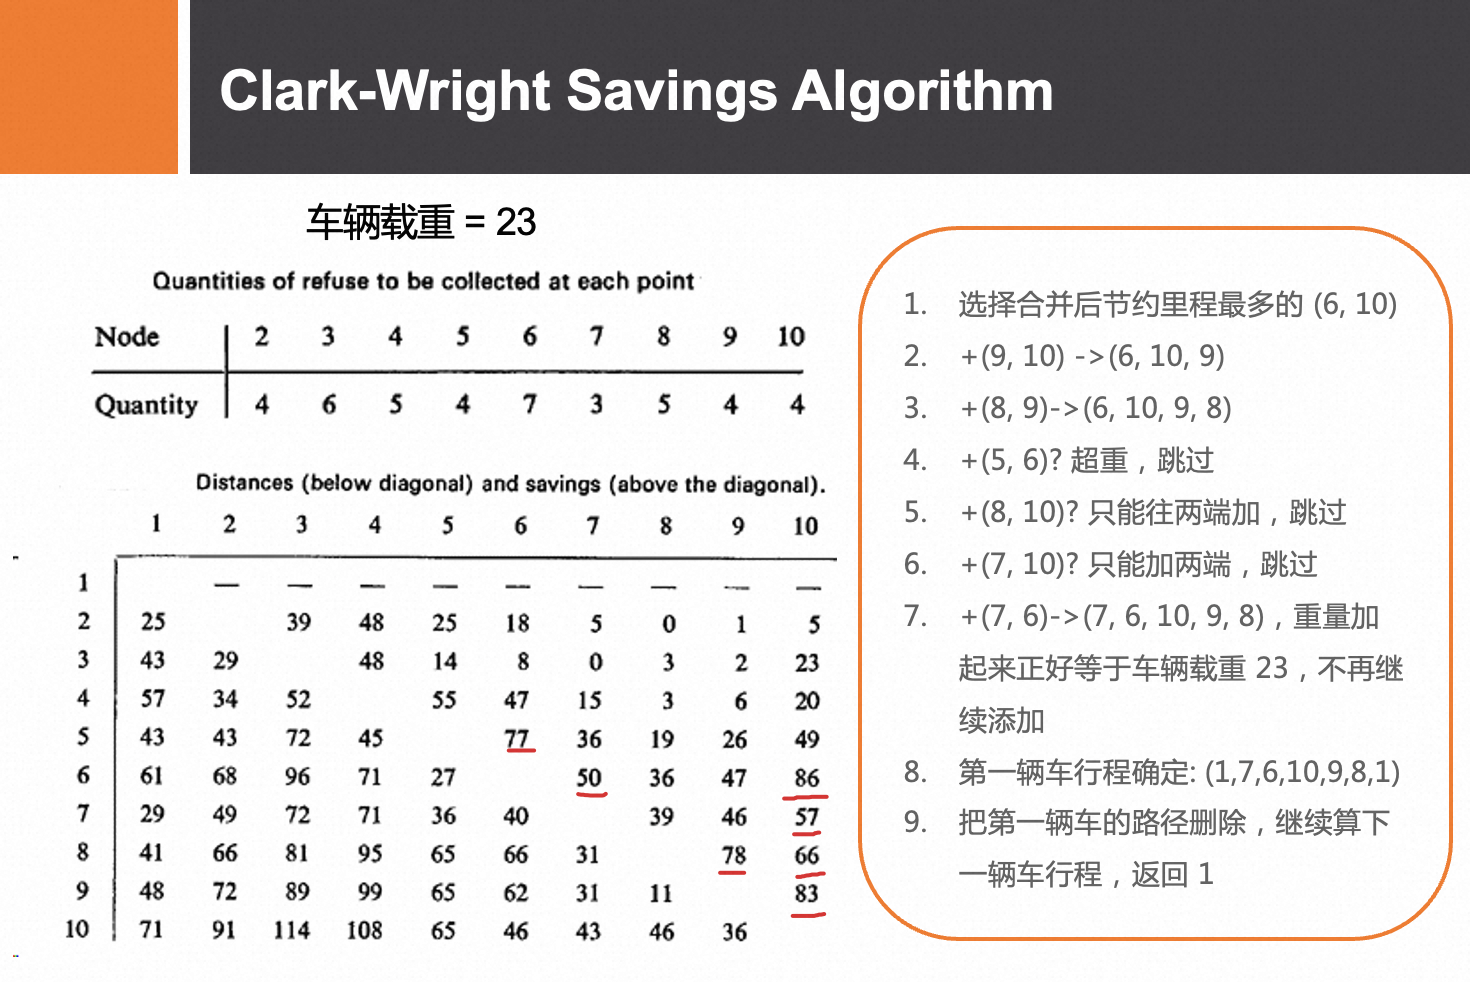 Clark-Wright Savings Algorithm
车辆载重 = 23
Quantities of refuse to be collected at each point
Node 2 3 4 5 6 7 8 9 10
Quantity 4 6 5 4 7 3 5 4 4
Distances (below diagonal) and savings (above the diagonal).
1 2 3 4 5 6 7 8 9 10
1 — — — — — — — — —
2 25 39 48 25 18 5 0 1 5
3 43 29 48 14 8 0 3 2 23
4 57 34 52 55 47 15 3 6 20
5 43 43 72 45 77 36 19 26 49
6 61 68 96 71 27 50 36 47 86
7 29 49 72 71 36 40 39 46 57
8 41 66 81 95 65 66 31 78 66
9 48 72 89 99 65 62 31 11 83
10 71 91 114 108 65 46 43 46 36
1. 选择合并后节约里程最多的 (6, 10)
2. +(9, 10) ->(6, 10, 9)
3. +(8, 9)->(6, 10, 9, 8)
4. +(5, 6)? 超重，跳过
5. +(8, 10)? 只能往两端加，跳过
6. +(7, 10)? 只能加两端，跳过
7. +(7, 6)->(7, 6, 10, 9, 8)，重量加
起来正好等于车辆载重 23，不再继
续添加
8. 第一辆车行程确定: (1,7,6,10,9,8,1)
9. 把第一辆车的路径删除，继续算下
一辆车行程，返回 1